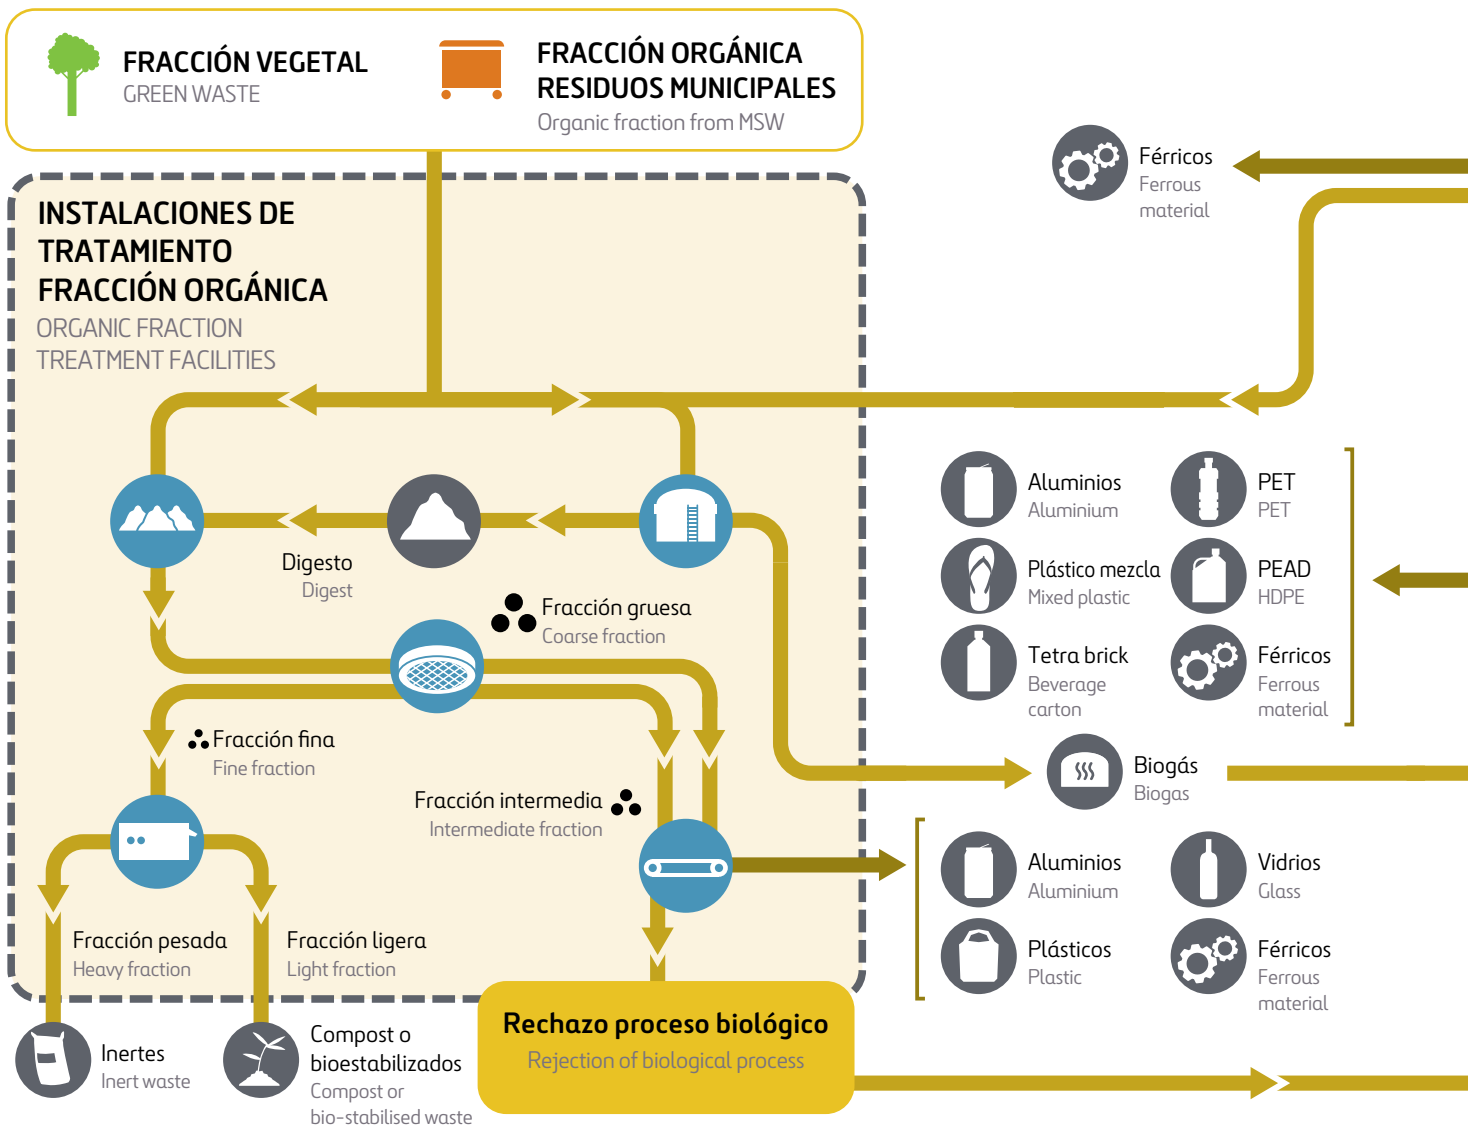 FRACCIÓN VEGETAL
GREEN WASTE
FRACCIÓN ORGÁNICA
RESIDUOS MUNICIPALES
Organic fraction from MSW
Férricos
Ferrous
material
INSTALACIONES DE
TRATAMIENTO
FRACCIÓN ORGÁNICA
ORGANIC FRACTION
TREATMENT FACILITIES
Aluminios
Aluminium
PET
PET
Digesto
Digest
Plástico mezcla
Mixed plastic
PEAD
HDPE
Fracción gruesa
Coarse fraction
Tetra brick
Beverage
carton
Férricos
Ferrous
material
Fracción fina
Fine fraction
Biogás
Biogas
Fracción intermedia
Intermediate fraction
Aluminios
Aluminium
Vidrios
Glass
Fracción pesada
Heavy fraction
Fracción ligera
Light fraction
Plásticos
Plastic
Férricos
Ferrous
material
Rechazo proceso biológico
Rejection of biological process
Inertes
Inert waste
Compost o
bioestabilizados
Compost or
bio-stabilised waste